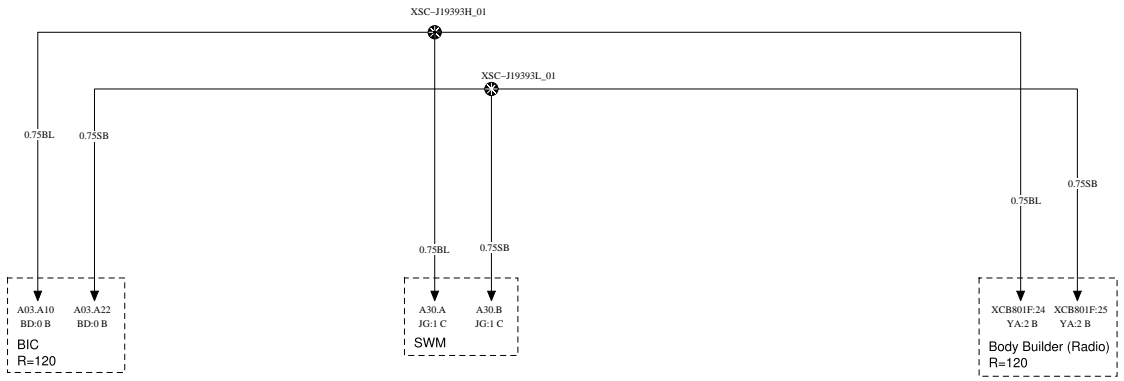 XSC–J19393H_01
XSC–J19393L_01
0.75BL
0.75SB
0.75SB
0.75BL
0.75BL
0.75SB
A03.A10 A03.A22
BD:0 B BD:0 B
BIC
R=120
A30.A A30.B
JG:1 C JG:1 C
SWM
XCB801F:24 XCB801F:25
YA:2 B YA:2 B
Body Builder (Radio)
R=120